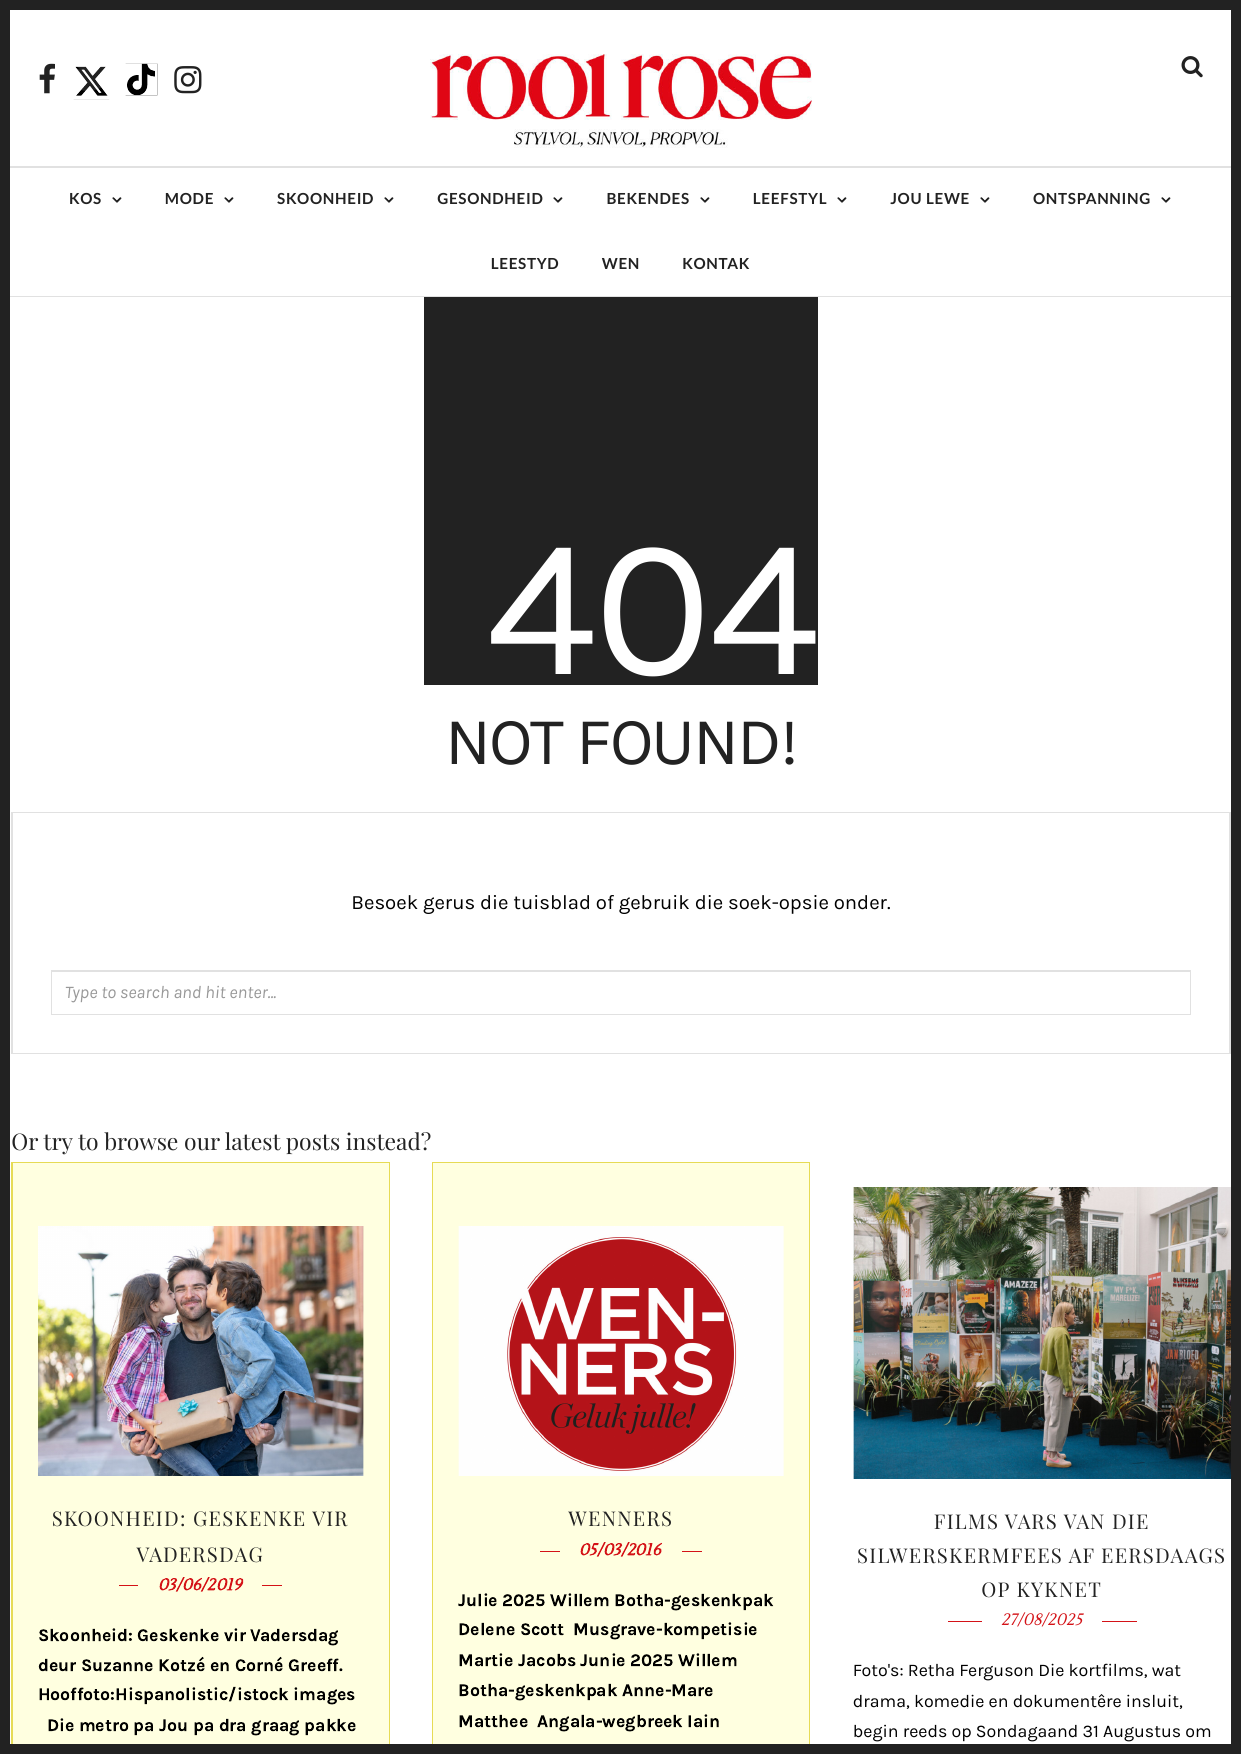 rooi rose
STYLVOL, SINVOL, PROPVOL.
KOS MODE SKOONHEID GESONDHEID BEKENDES LEEFSTYL JOU LEWE ONTSPANNING
LEESTYD WEN KONTAK
404
NOT FOUND!
Besoek gerus die tuisblad of gebruik die soek-opsie onder.
Type to search and hit enter...
Or try to browse our latest posts instead?
SKOONHEID: GESKENKE VIR
VADERSDAG
03/06/2019
Skoonheid: Geskenke vir Vadersdag
deur Suzanne Kotzé en Corné Greeff.
Hooffoto:Hispanolistic/istock images
Die metro pa Jou pa dra graag pakke
WEN-
NERS
Geluk julle!
WENNERS
05/03/2016
Julie 2025 Willem Botha-geskenkpak
Delene Scott  Musgrave-kompetisie
Martie Jacobs Junie 2025 Willem
Botha-geskenkpak Anne-Mare
Matthee  Angala-wegbreek Iain
AMAZEZE
JAN BLOED
FILMS VARS VAN DIE
SILWERSKERMFEES AF EERSDAAGS
OP KYKNET
27/08/2025
Foto's: Retha Ferguson Die kortfilms, wat
drama, komedie en dokumentêre insluit,
begin reeds op Sondagaand 31 Augustus om